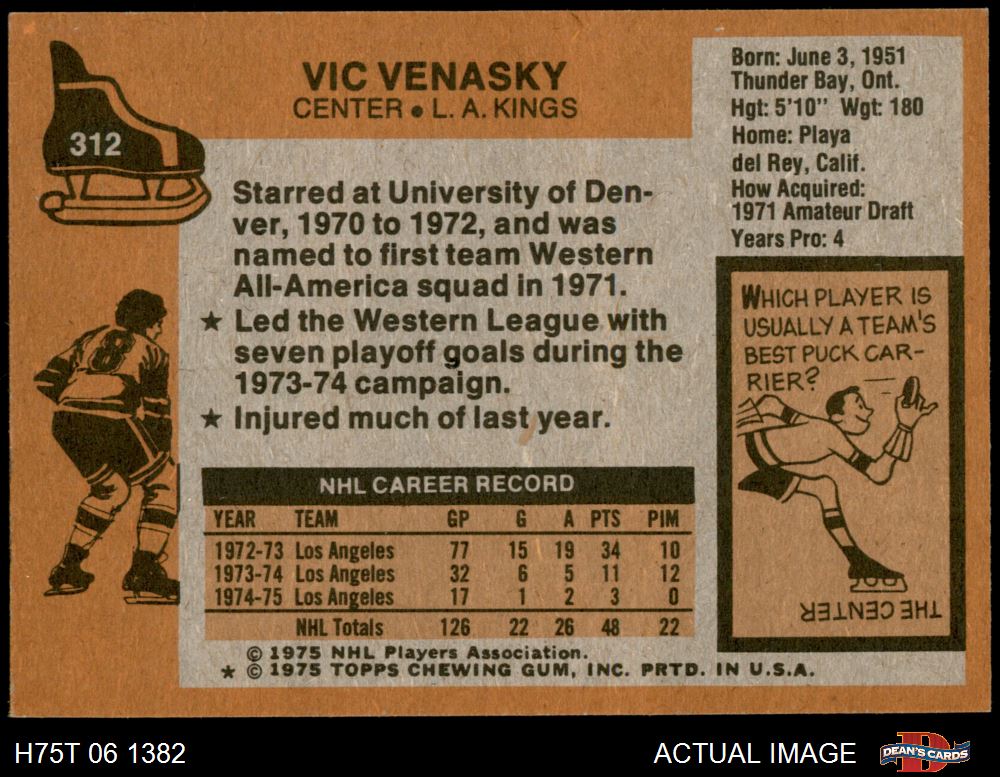 312
VIC VENASKY
CENTER • L. A. KINGS
Born: June 3, 1951
Thunder Bay, Ont.
Hgt: 5'10" Wgt: 180
Home: Playa
del Rey, Calif.
How Acquired:
1971 Amateur Draft
Years Pro: 4
Starred at University of Den-
ver, 1970 to 1972, and was
named to first team Western
All-America squad in 1971.
★ Led the Western League with
seven playoff goals during the
1973-74 campaign.
★ Injured much of last year.
WHICH PLAYER IS
USUALLY A TEAM'S
BEST PUCK CAR-
RIER?
THE CENTER
8
NHL CAREER RECORD
YEAR TEAM GP G A PTS PIM
1972-73 Los Angeles 77 15 19 34 10
1973-74 Los Angeles 32 6 5 11 12
1974-75 Los Angeles 17 1 2 3 0
NHL Totals 126 22 26 48 22
© 1975 NHL Players Association.
★ © 1975 TOPPS CHEWING GUM, INC. PRTD. IN U.S.A.
H75T 06 1382
ACTUAL IMAGE
D
DEAN'S CARDS